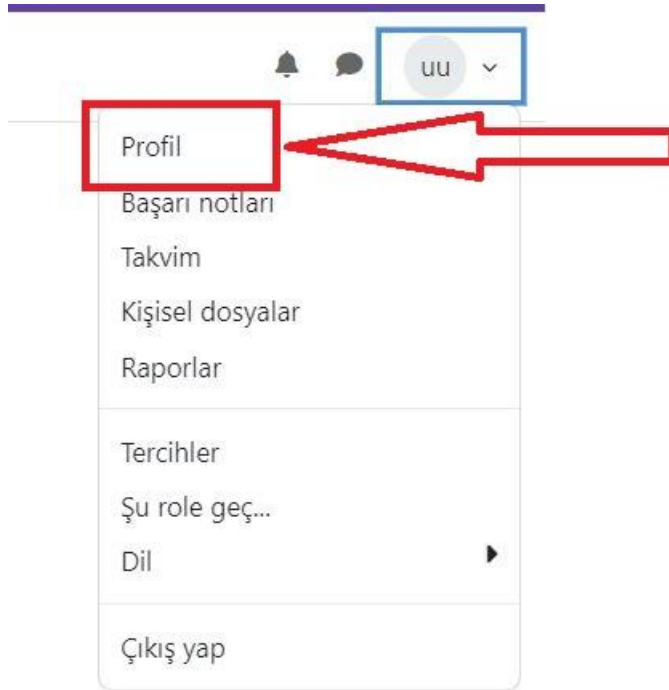 uu
Profil
Başarı notları
Takvim
Kişisel dosyalar
Raporlar
Tercihler
Şu role geç...
Dil
Çıkış yap